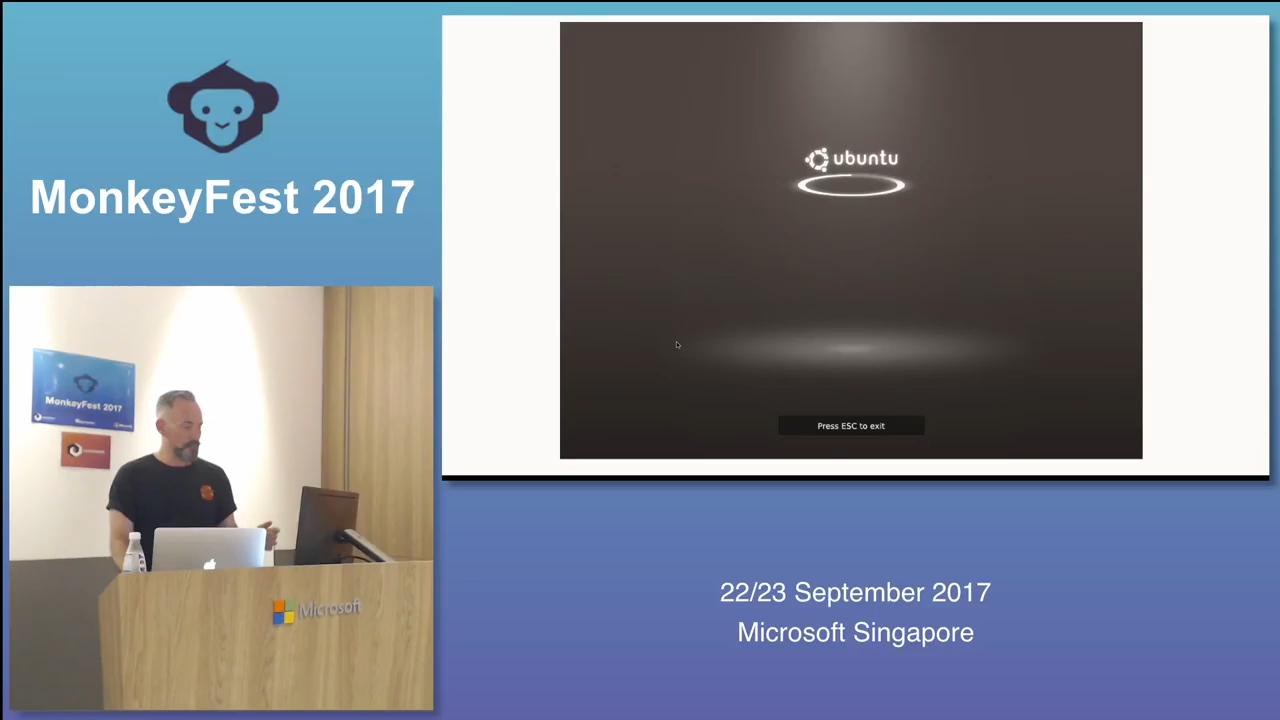 MonkeyFest 2017
ubuntu
Press ESC to exit
MonkeyFest 2017
Microsoft
22/23 September 2017
Microsoft Singapore